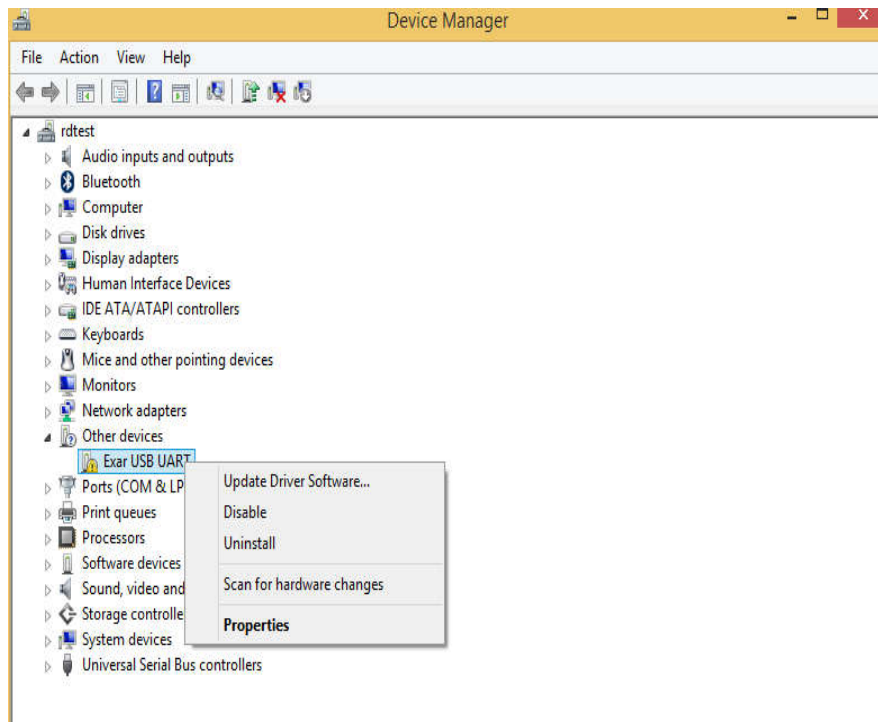 Device Manager
File Action View Help
rdtest
Audio inputs and outputs
Bluetooth
Computer
Disk drives
Display adapters
Human Interface Devices
IDE ATA/ATAPI controllers
Keyboards
Mice and other pointing devices
Monitors
Network adapters
Other devices
Exar USB UART
Ports (COM & LP
Print queues
Processors
Software devices
Sound, video and
Storage controlle
System devices
Universal Serial Bus controllers
Update Driver Software...
Disable
Uninstall
Scan for hardware changes
Properties